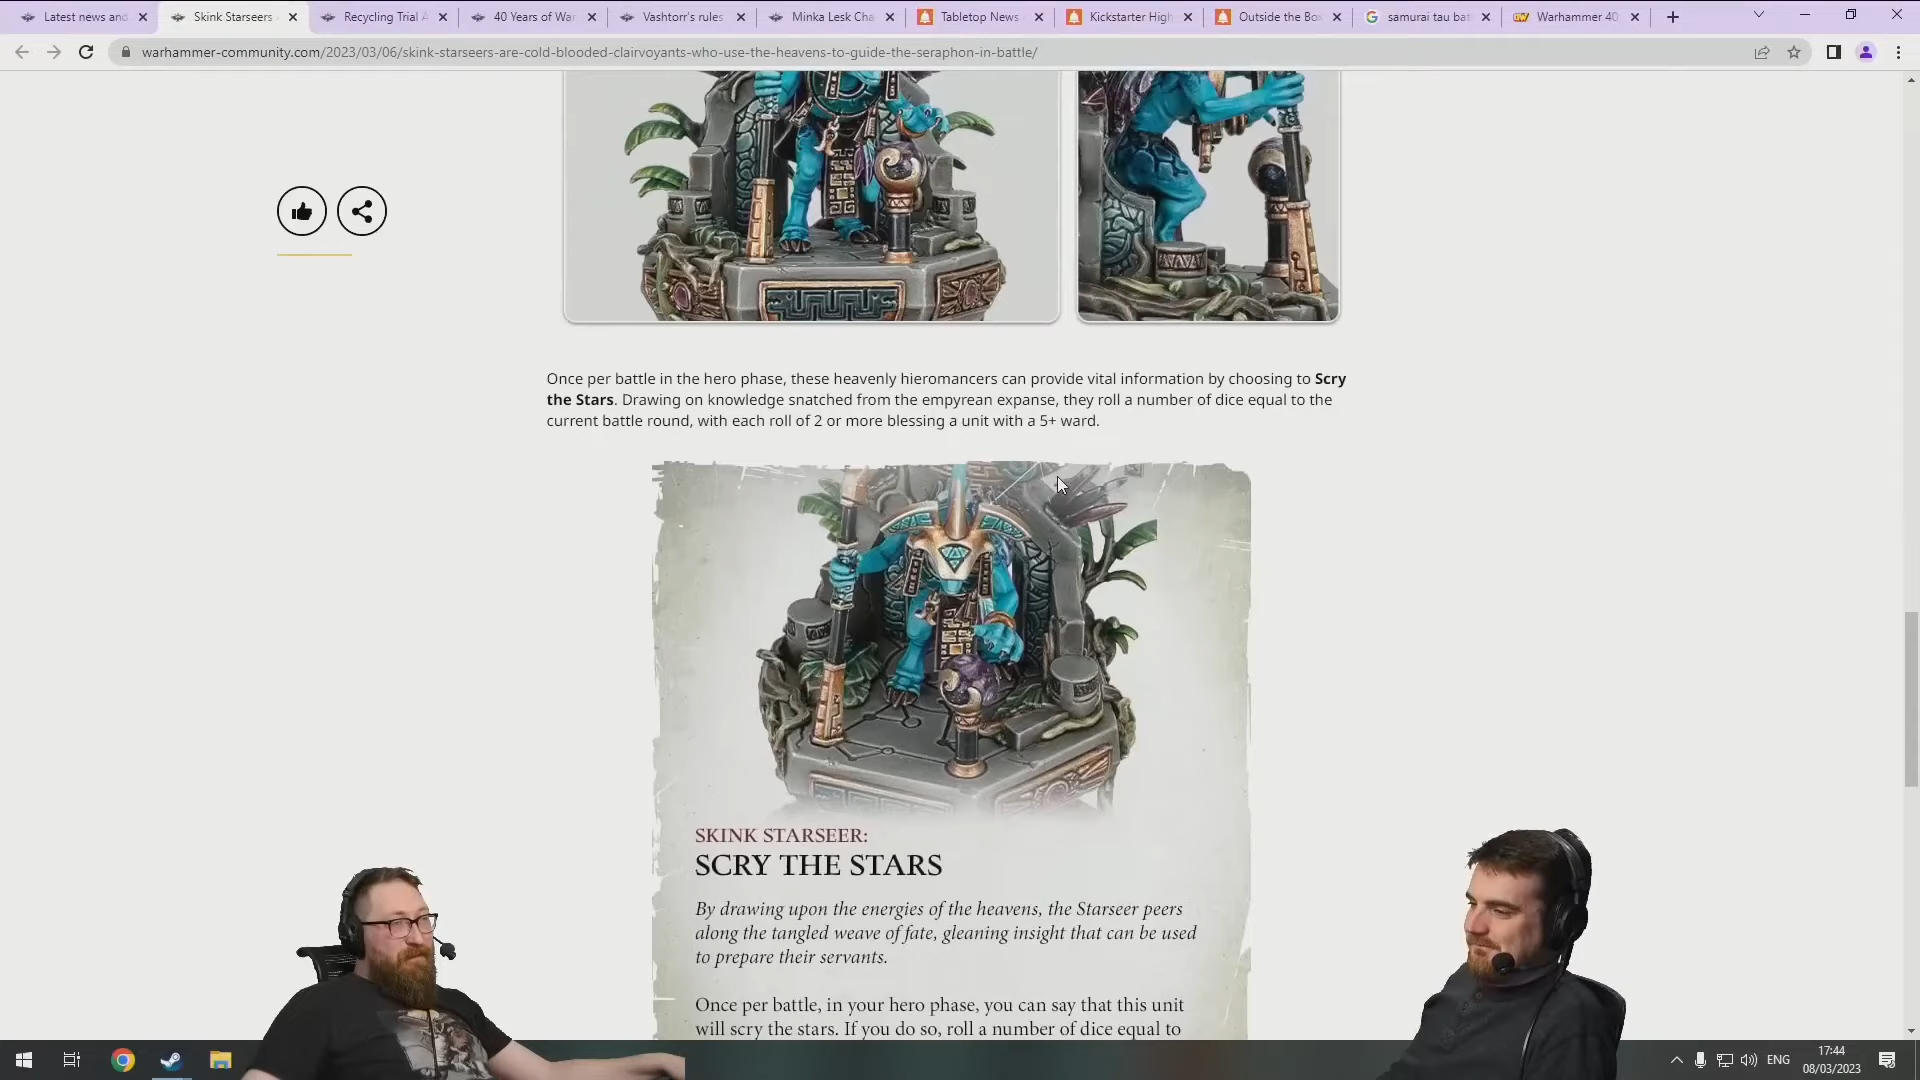 Latest news and
Skink Starseers
Recycling Trial
40 Years of War
Vashtorr's rules
Minka Lesk Cha
Tabletop News
Kickstarter High
Outside the Box
samurai tau bat
Warhammer 40
warhammer-community.com/2023/03/06/skink-starseers-are-cold-blooded-clairvoyants-who-use-the-heavens-to-guide-the-seraphon-in-battle/
Once per battle in the hero phase, these heavenly hieromancers can provide vital information by choosing to Scry
the Stars. Drawing on knowledge snatched from the empyrean expanse, they roll a number of dice equal to the
current battle round, with each roll of 2 or more blessing a unit with a 5+ ward.
SKINK STARSEER:
SCRY THE STARS
By drawing upon the energies of the heavens, the Starseer peers
along the tangled weave of fate, gleaning insight that can be used
to prepare their servants.
Once per battle, in your hero phase, you can say that this unit
will scry the stars. If you do so, roll a number of dice equal to
ENG
17:44
08/03/2023